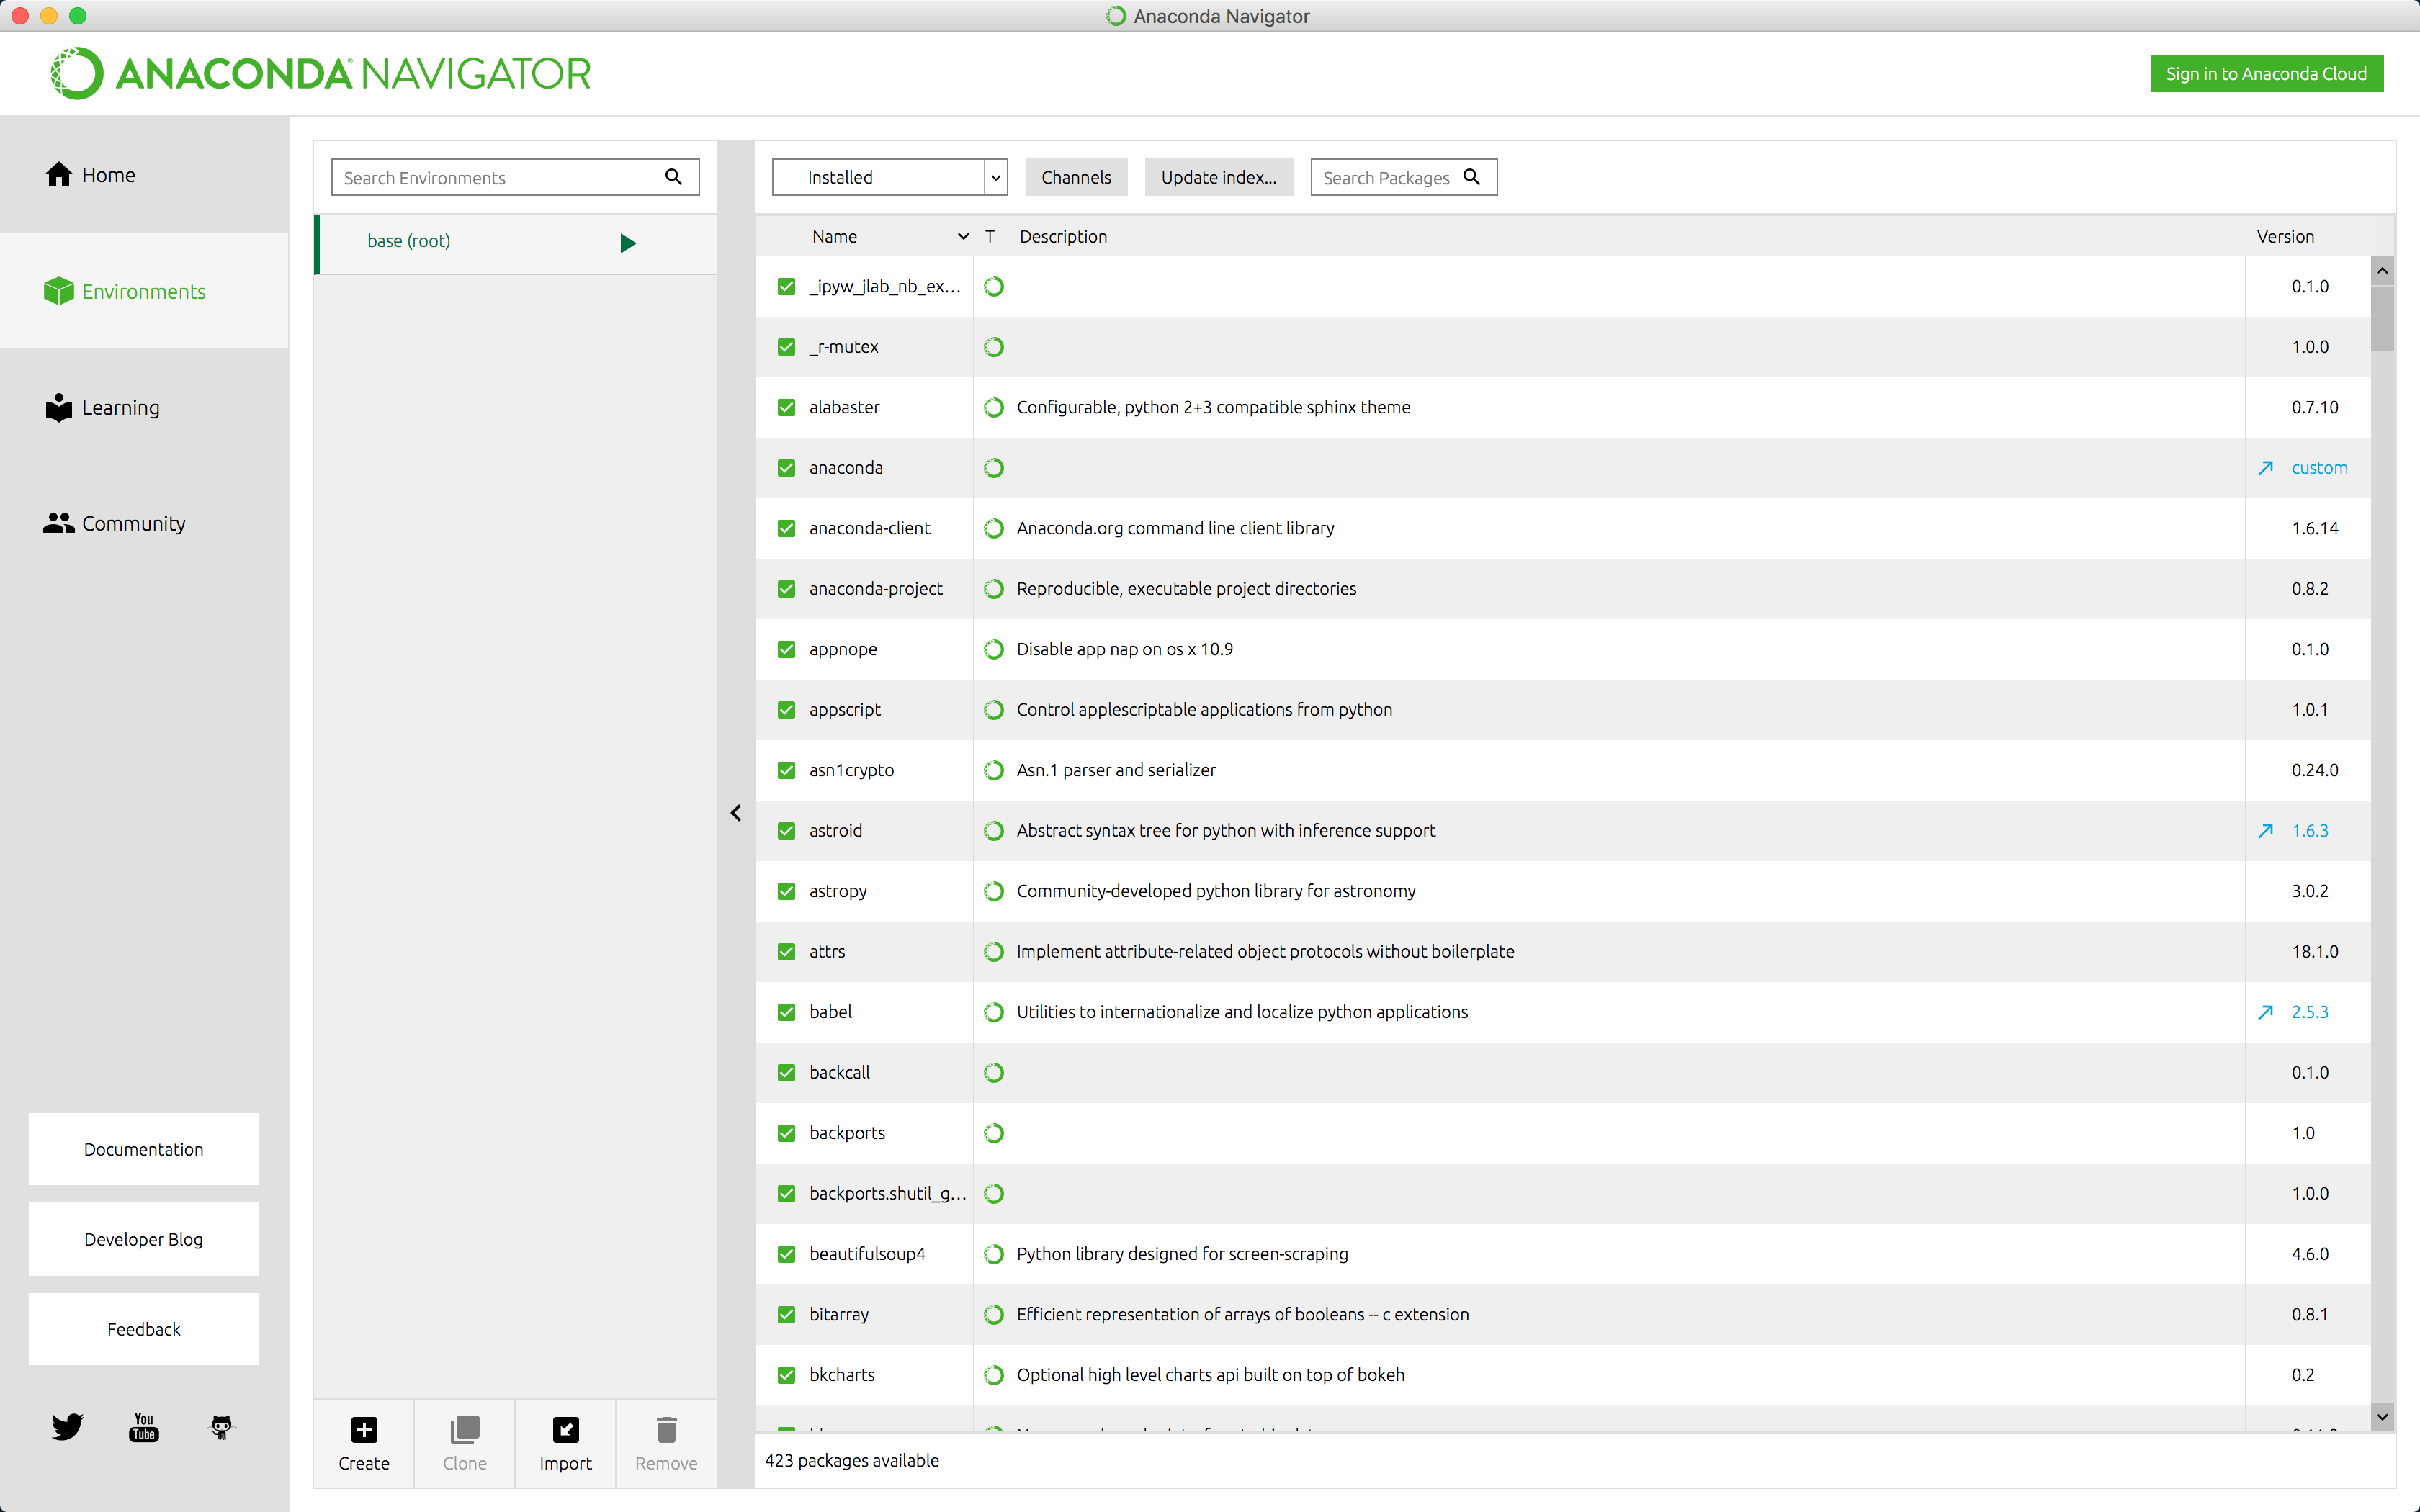 Anaconda Navigator
ANACONDA NAVIGATOR
Sign in to Anaconda Cloud
Home
Environments
Learning
Community
Documentation
Developer Blog
Feedback
You
Tube
Search Environments
base (root)
Create
Clone
Import
Remove
Installed
Channels
Update index...
Search Packages
Name T Description Version
_ipyw_jlab_nb_ex... 0.1.0
_r-mutex 1.0.0
alabaster Configurable, python 2+3 compatible sphinx theme 0.7.10
anaconda custom
anaconda-client Anaconda.org command line client library 1.6.14
anaconda-project Reproducible, executable project directories 0.8.2
appnope Disable app nap on os x 10.9 0.1.0
appscript Control applescriptable applications from python 1.0.1
asn1crypto Asn.1 parser and serializer 0.24.0
astroid Abstract syntax tree for python with inference support 1.6.3
astropy Community-developed python library for astronomy 3.0.2
attrs Implement attribute-related object protocols without boilerplate 18.1.0
babel Utilities to internationalize and localize python applications 2.5.3
backcall 0.1.0
backports 1.0
backports.shutil_g... 1.0.0
beautifulsoup4 Python library designed for screen-scraping 4.6.0
bitarray Efficient representation of arrays of booleans -- c extension 0.8.1
bkcharts Optional high level charts api built on top of bokeh 0.2
423 packages available